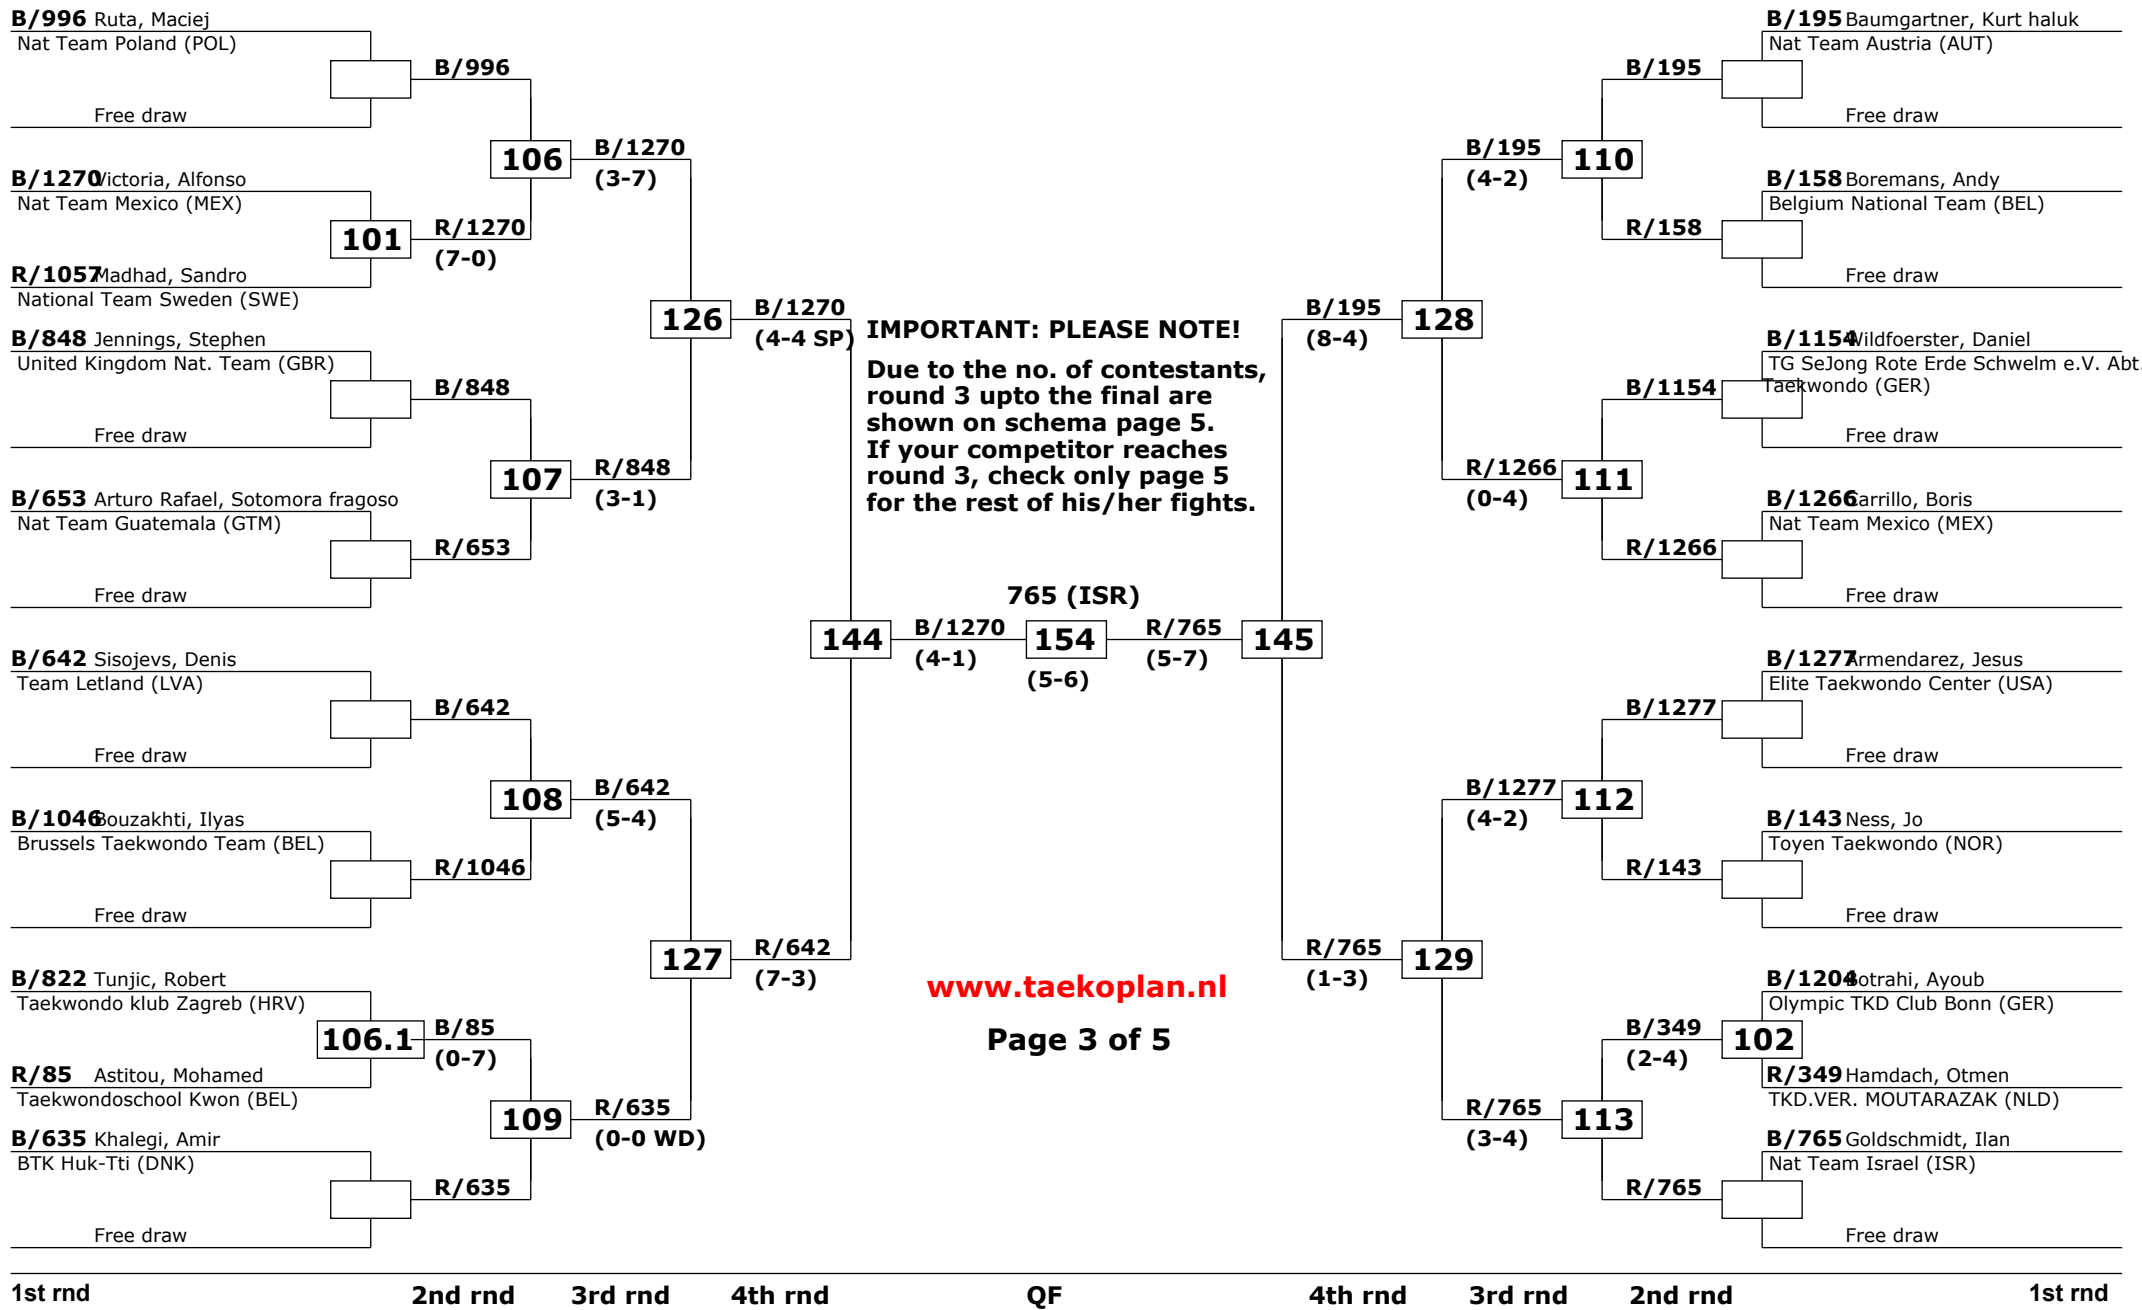 B/996 Ruta, Maciej
Nat Team Poland (POL)
Free draw
B/1270 Victoria, Alfonso
Nat Team Mexico (MEX)
R/1057 Madhad, Sandro
National Team Sweden (SWE)
B/848 Jennings, Stephen
United Kingdom Nat. Team (GBR)
Free draw
B/653 Arturo Rafael, Sotomora fragoso
Nat Team Guatemala (GTM)
Free draw
B/642 Sisojevs, Denis
Team Letland (LVA)
Free draw
B/1046 Bouzakhti, Ilyas
Brussels Taekwondo Team (BEL)
Free draw
B/822 Tunjic, Robert
Taekwondo klub Zagreb (HRV)
R/85 Astitou, Mohamed
Taekwondoschool Kwon (BEL)
B/635 Khalegi, Amir
BTK Huk-Tti (DNK)
Free draw
101
106.1
B/996
R/1270
(7-0)
B/848
R/653
B/642
R/1046
B/85
(0-7)
R/635
106
107
108
109
B/1270
(3-7)
R/848
(3-1)
B/642
(5-4)
R/635
(0-0 WD)
126
127
B/1270
(4-4 SP)
R/642
(7-3)
144
B/1270
(4-1)
IMPORTANT: PLEASE NOTE!
Due to the no. of contestants,
round 3 upto the final are
shown on schema page 5.
If your competitor reaches
round 3, check only page 5
for the rest of his/her fights.
765 (ISR)
154
(5-6)
www.taekoplan.nl
Page 3 of 5
R/765
(5-7)
145
B/195
(8-4)
R/765
(1-3)
128
129
B/195
(4-2)
R/1266
(0-4)
B/1277
(4-2)
R/765
(3-4)
110
111
112
113
B/195
R/158
B/1154
R/1266
B/1277
R/143
B/349
(2-4)
R/765
102
B/195 Baumgartner, Kurt haluk
Nat Team Austria (AUT)
Free draw
B/158 Boremans, Andy
Belgium National Team (BEL)
Free draw
B/1154 Wildfoerster, Daniel
TG SeJong Rote Erde Schwelm e.V. Abt.
Taekwondo (GER)
Free draw
B/1266 Carrillo, Boris
Nat Team Mexico (MEX)
Free draw
B/1277 Armendarez, Jesus
Elite Taekwondo Center (USA)
Free draw
B/143 Ness, Jo
Toyen Taekwondo (NOR)
Free draw
B/1204 Botrahi, Ayoub
Olympic TKD Club Bonn (GER)
R/349 Hamdach, Otmen
TKD.VER. MOUTARAZAK (NLD)
B/765 Goldschmidt, Ilan
Nat Team Israel (ISR)
Free draw
1st rnd 2nd rnd 3rd rnd 4th rnd QF 4th rnd 3rd rnd 2nd rnd 1st rnd